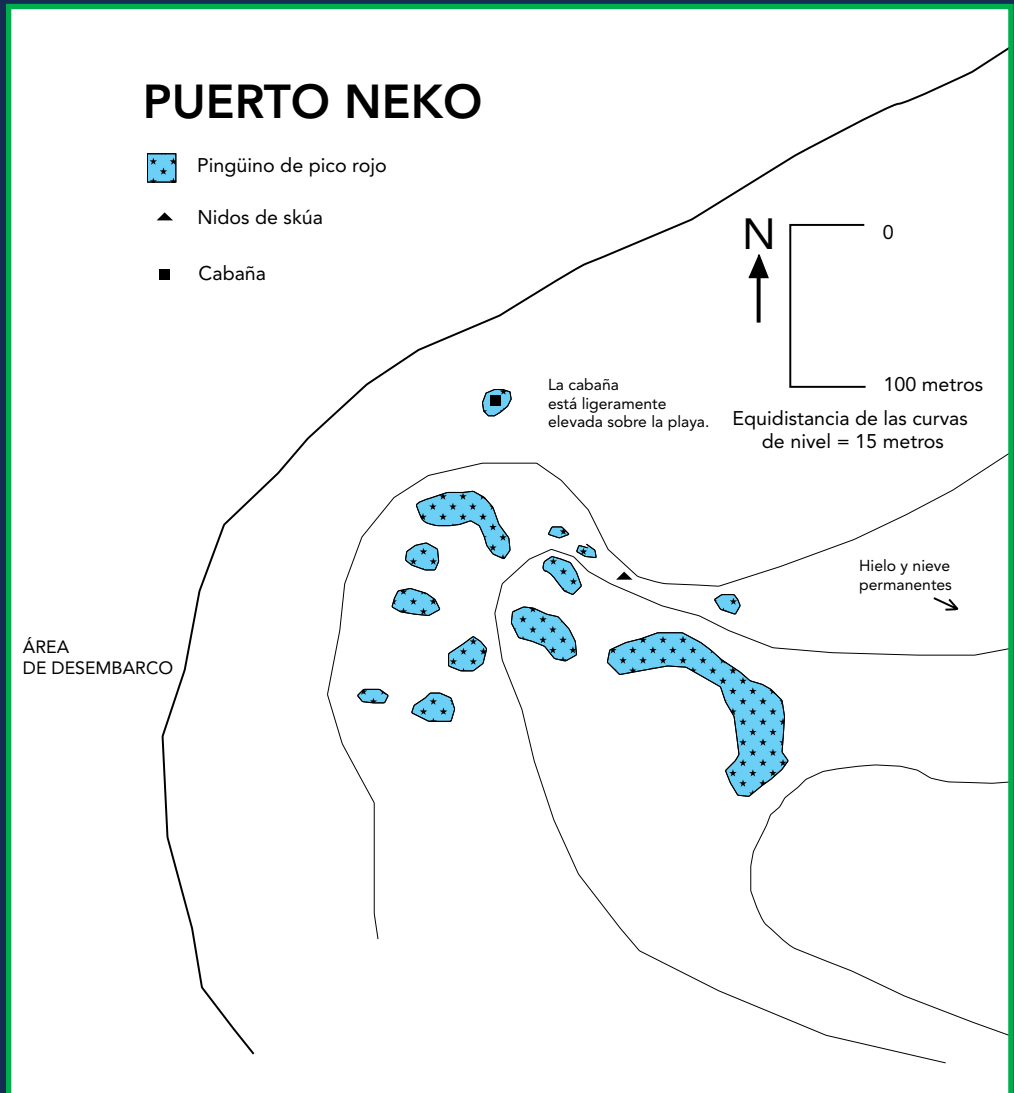 PUERTO NEKO
Pingüino de pico rojo
Nidos de skúa
Cabaña
N
0
100 metros
Equidistancia de las curvas
de nivel = 15 metros
La cabaña
está ligeramente
elevada sobre la playa.
Hielo y nieve
permanentes
ÁREA
DE DESEMBARCO